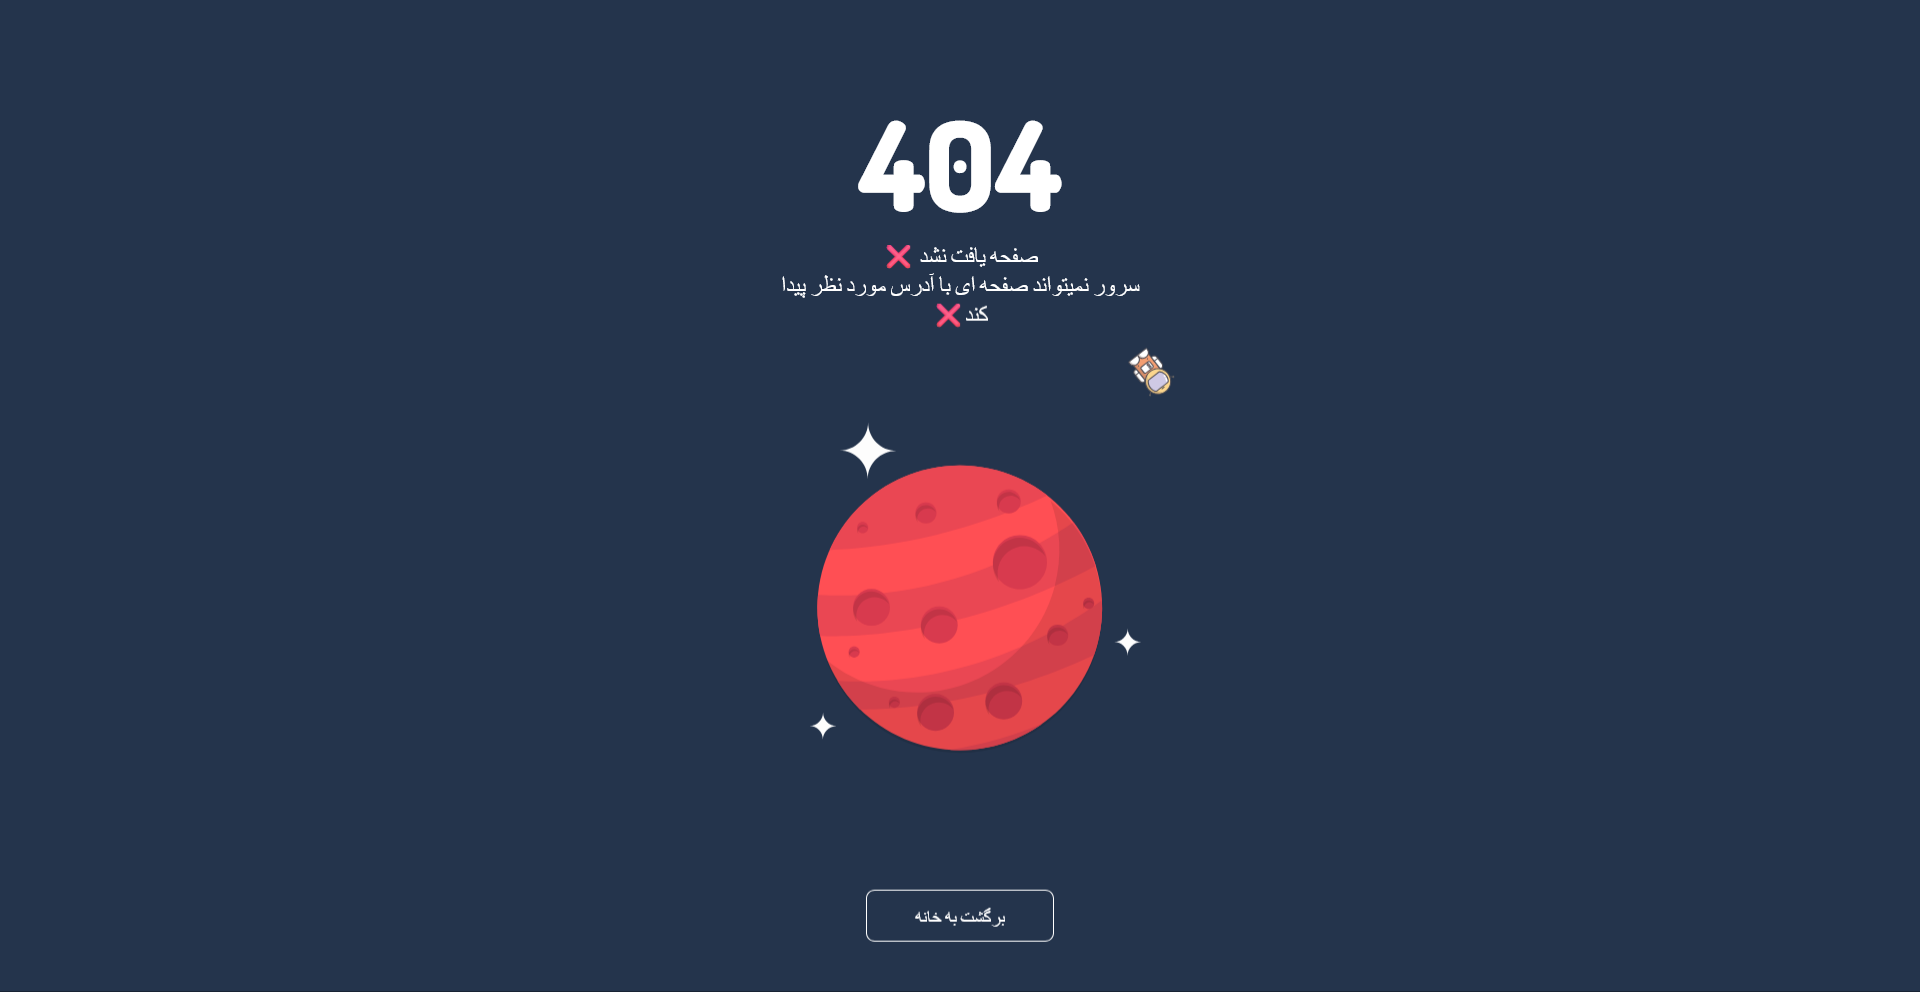 404
صفحه یافت نشد ❌
سرور نمیتواند صفحه ای با آدرس مورد نظر پیدا
کند ❌
برگشت به خانه